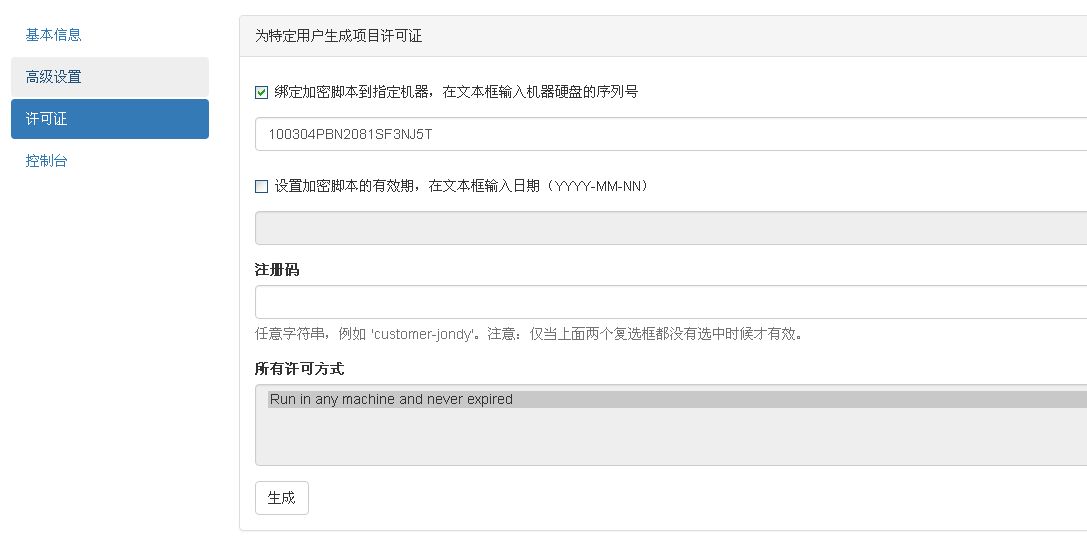 基本信息
高级设置
许可证
控制台
为特定用户生成项目许可证
绑定加密脚本到指定机器，在文本框输入机器硬盘的序列号
100304PBN2081SF3NJ5T
设置加密脚本的有效期，在文本框输入日期（YYYY-MM-NN）
注册码
任意字符串，例如 'customer-jondy'。注意：仅当上面两个复选框都没有选中时候才有效。
所有许可方式
Run in any machine and never expired
生成